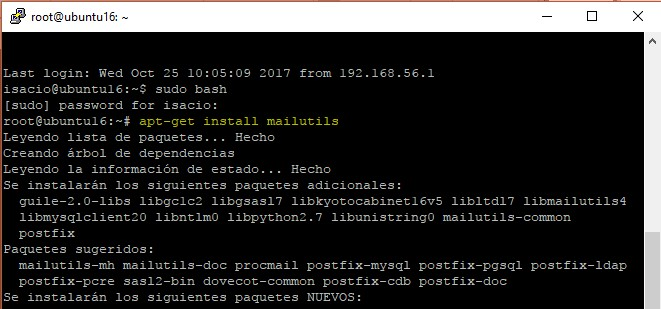 root@ubuntu16: ~
Last login: Wed Oct 25 10:05:09 2017 from 192.168.56.1
isacio@ubuntu16:~$ sudo bash
[sudo] password for isacio:
root@ubuntu16:~# apt-get install mailutils
Leyendo lista de paquetes... Hecho
Creando árbol de dependencias
Leyendo la información de estado... Hecho
Se instalarán los siguientes paquetes adicionales:
  guile-2.0-libs libgc1c2 libgsasl7 libkyotocabinet16v5 libltdl7 libmailutils4
  libmysqlclient20 libntlm0 libpython2.7 libunistring0 mailutils-common
  postfix
Paquetes sugeridos:
  mailutils-mh mailutils-doc procmail postfix-mysql postfix-pgsql postfix-ldap
  postfix-pcre sasl2-bin dovecot-common postfix-cdb postfix-doc
Se instalarán los siguientes paquetes NUEVOS: